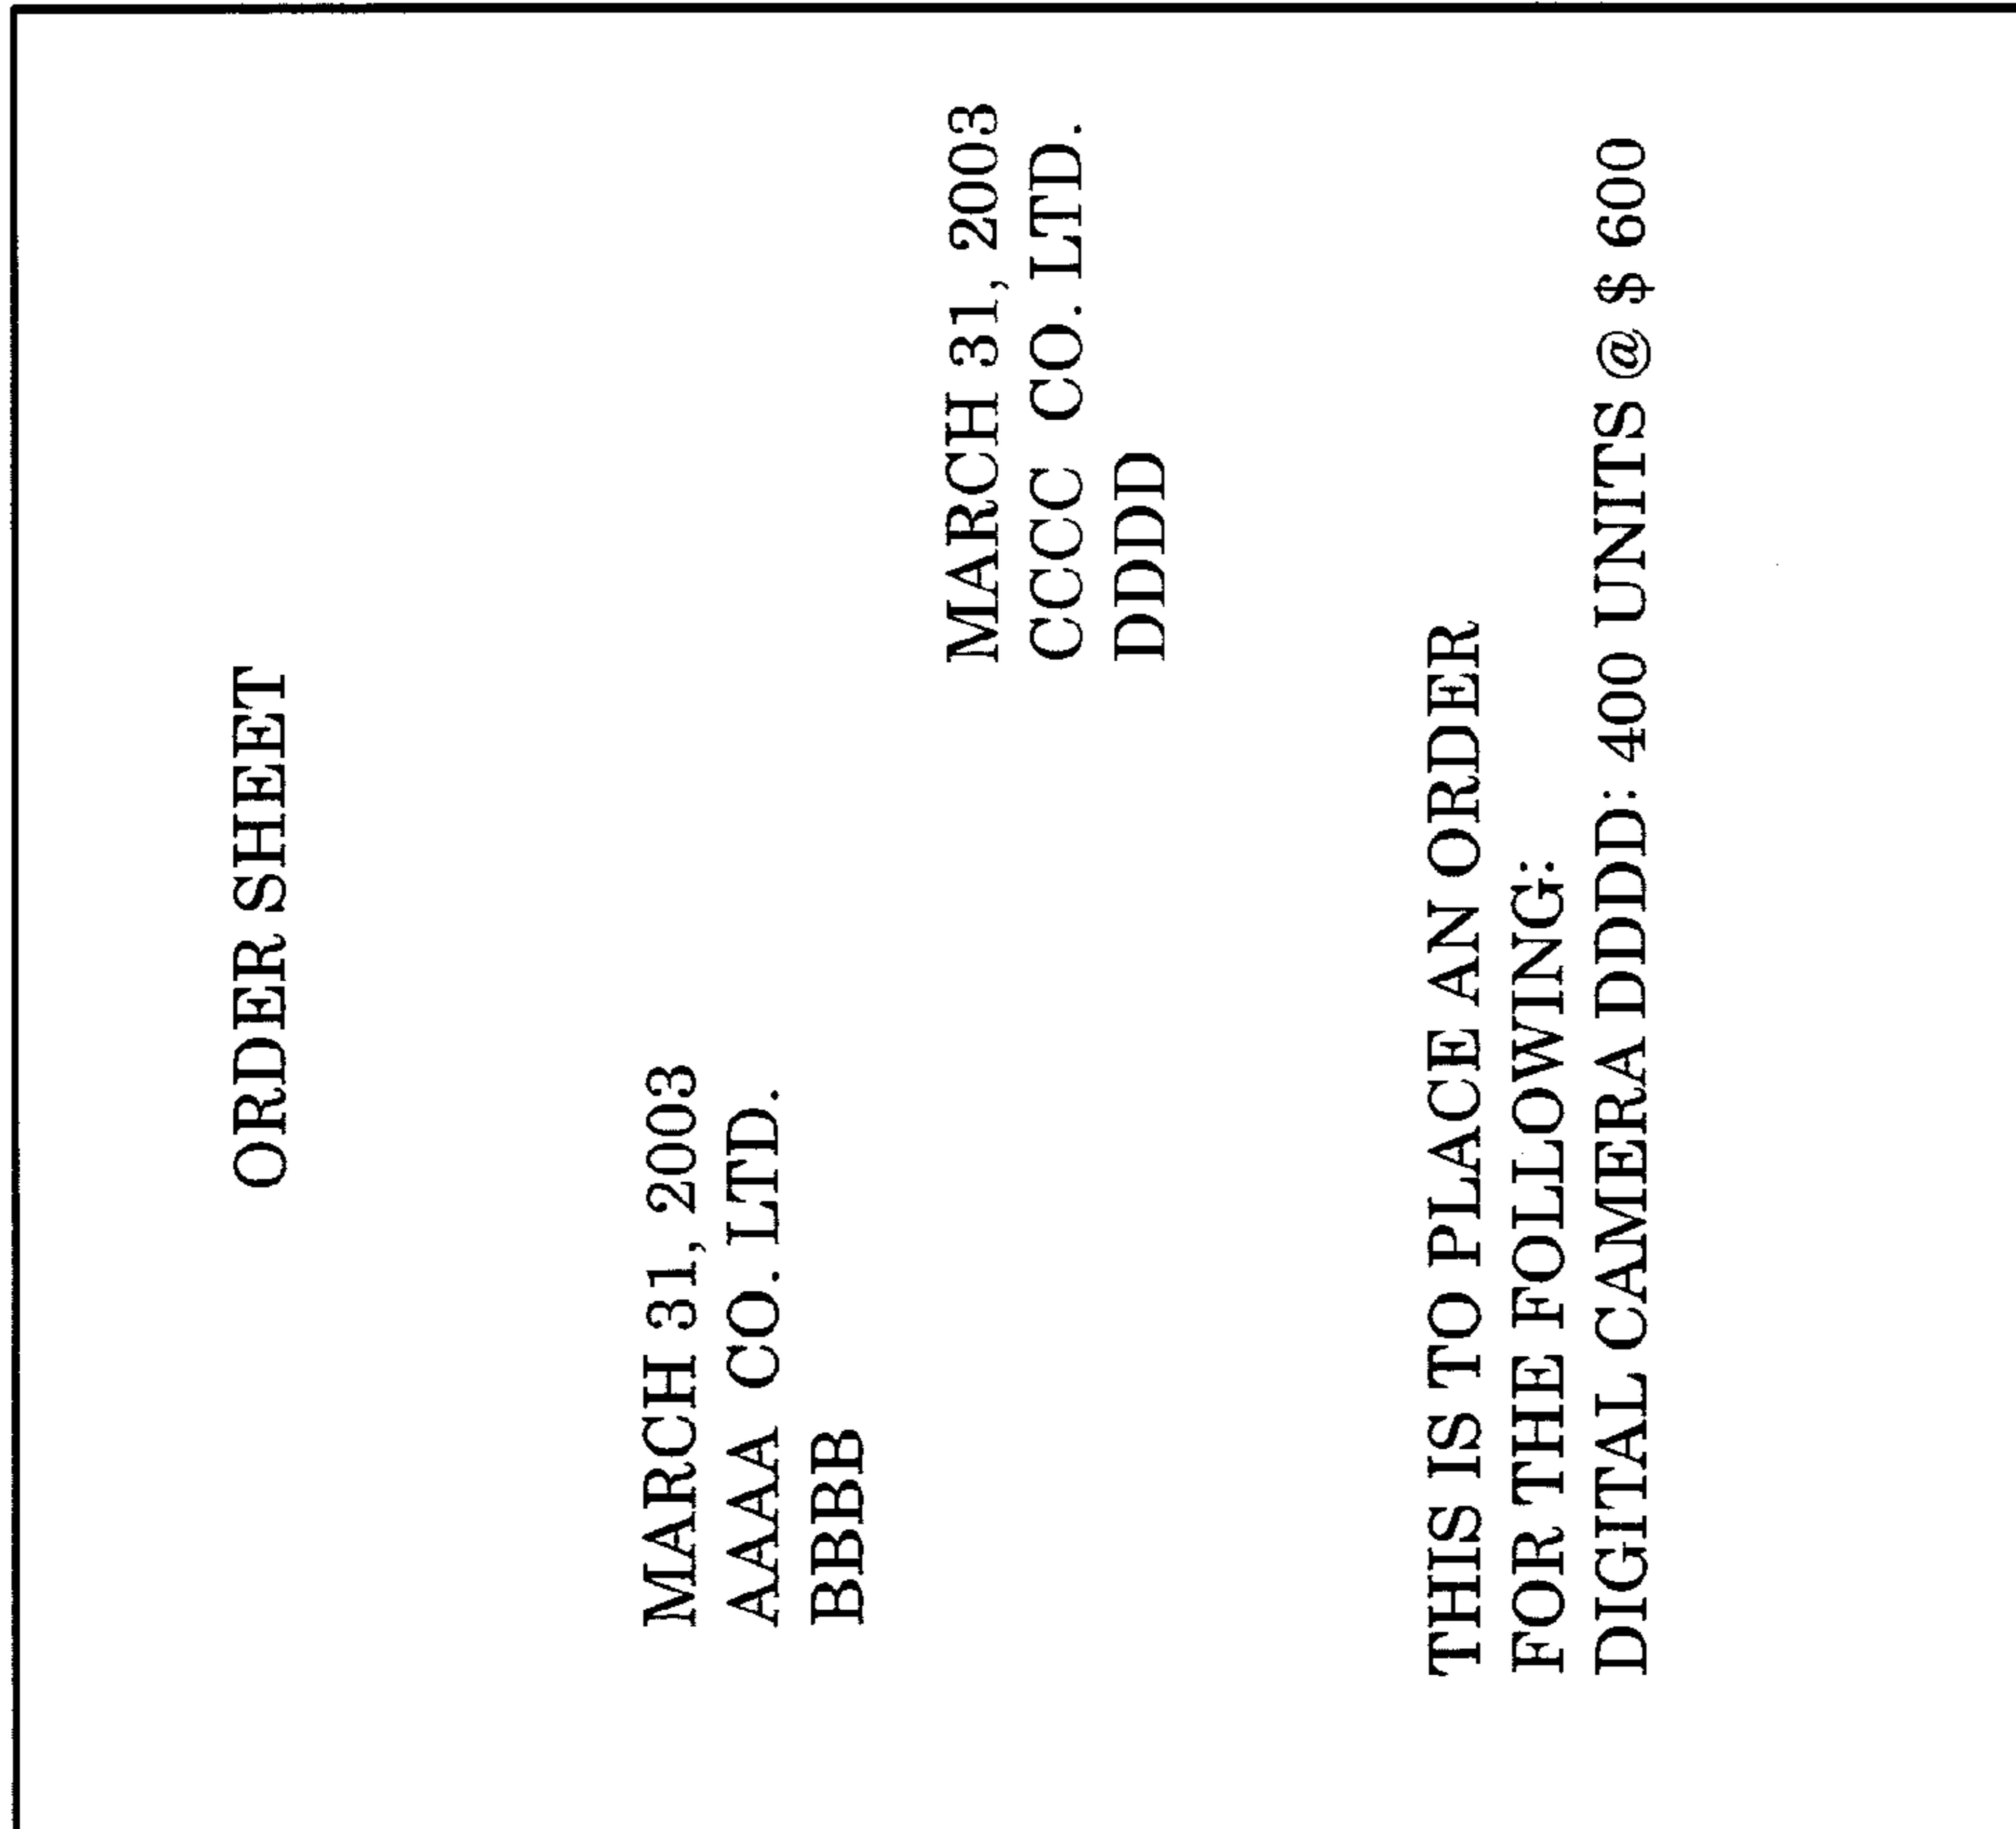 ORDER SHEET
MARCH 31, 2003
AAAA CO. LTD.
BBBB
MARCH 31, 2003
CCCC CO. LTD.
DDDD
THIS IS TO PLACE AN ORDER
FOR THE FOLLOWING:
DIGITAL CAMERA DDDD: 400 UNITS @ $ 600